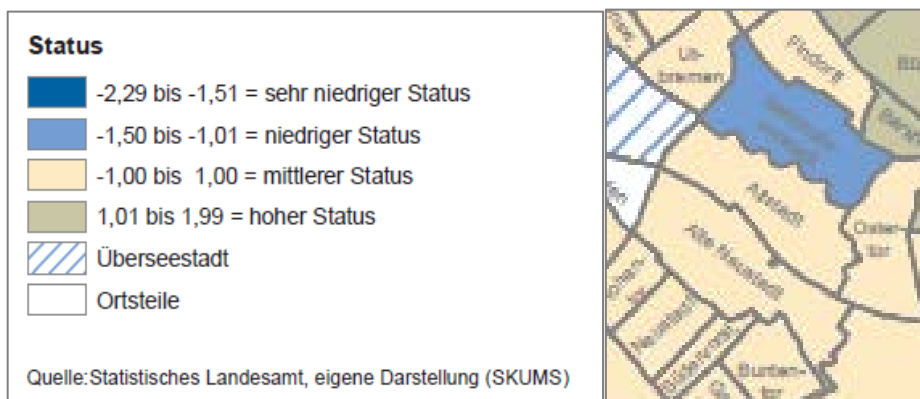 Status
-2,29 bis -1,51 = sehr niedriger Status
-1,50 bis -1,01 = niedriger Status
-1,00 bis 1,00 = mittlerer Status
1,01 bis 1,99 = hoher Status
Überseestadt
Ortsteile
Quelle:Statistisches Landesamt, eigene Darstellung (SKUMS)
Ut-
bremen
Findorff
Altstadt
Alte Neustadt
Oster-
tor
Neustadt
Bunten-
tor